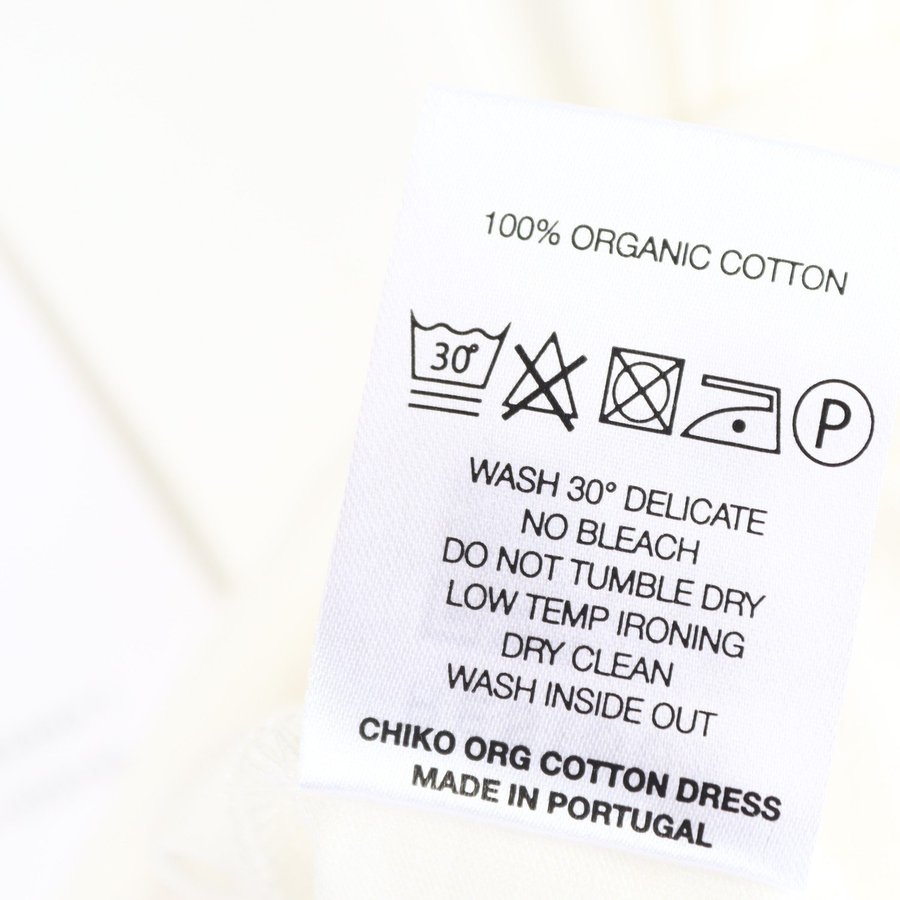 100% ORGANIC COTTON
30°
P
WASH 30° DELICATE
NO BLEACH
DO NOT TUMBLE DRY
LOW TEMP IRONING
DRY CLEAN
WASH INSIDE OUT
CHIKO ORG COTTON DRESS
MADE IN PORTUGAL